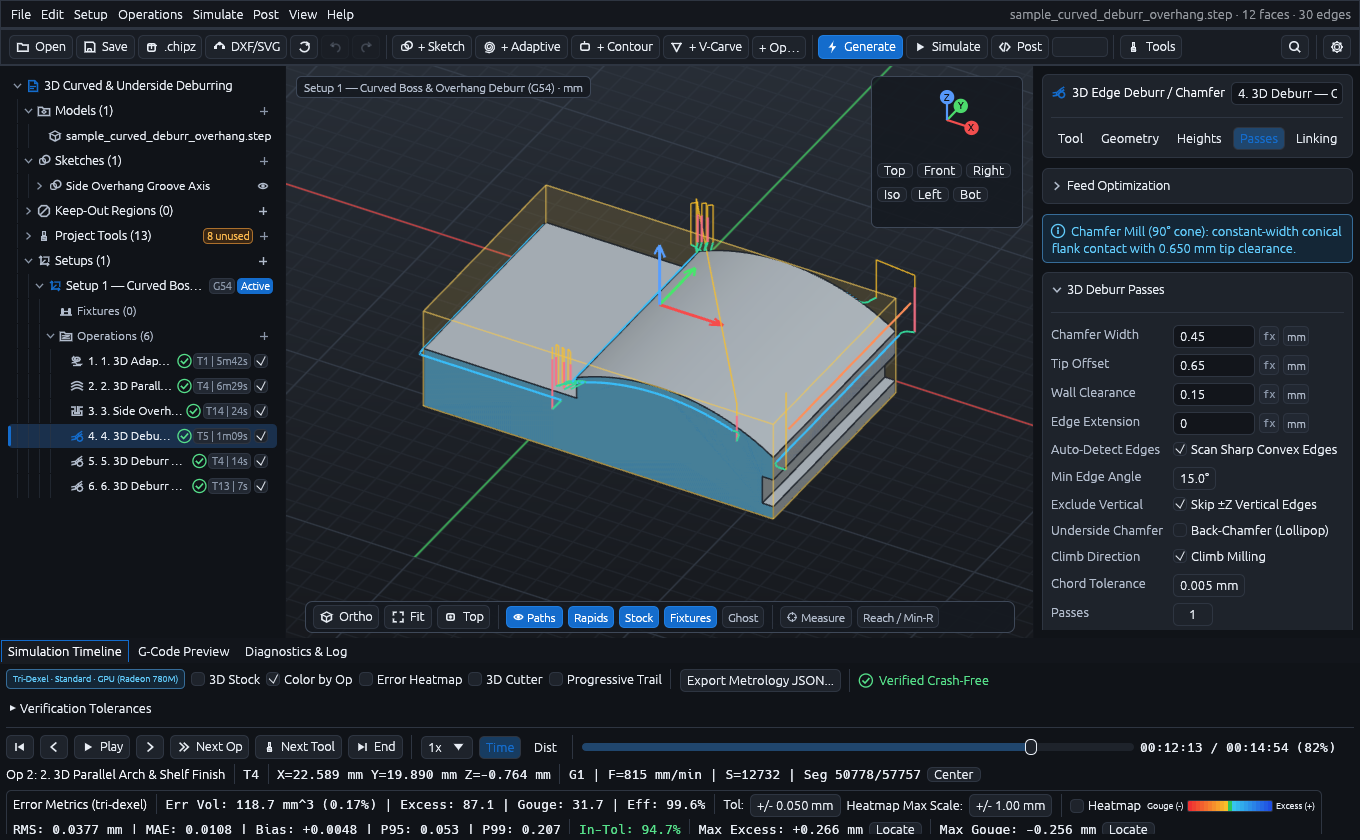 File Edit Setup Operations Simulate Post View Help
sample_curved_deburr_overhang.step · 12 faces · 30 edges
Open Save .chipz DXF/SVG + Sketch + Adaptive + Contour + V-Carve + Op... Generate Simulate Post Tools
3D Curved & Underside Deburring
Models (1) +
sample_curved_deburr_overhang.step
Sketches (1) +
Side Overhang Groove Axis
Keep-Out Regions (0) +
Project Tools (13) 8 unused +
Setups (1) +
Setup 1 — Curved Bos... G54 Active
Fixtures (0)
Operations (6) +
1. 1. 3D Adap... T1 | 5m42s
2. 2. 3D Parall... T4 | 6m29s
3. 3. Side Overh... T14 | 24s
4. 4. 3D Debu... T5 | 1m09s
5. 5. 3D Deburr ... T4 | 14s
6. 6. 3D Deburr ... T13 | 7s
Setup 1 — Curved Boss & Overhang Deburr (G54) · mm
Z
Y
X
Top Front Right
Iso Left Bot
Ortho Fit Top Paths Rapids Stock Fixtures Ghost Measure Reach / Min-R
3D Edge Deburr / Chamfer 4. 3D Deburr — C
Tool Geometry Heights Passes Linking
Feed Optimization
Chamfer Mill (90° cone): constant-width conical
flank contact with 0.650 mm tip clearance.
3D Deburr Passes
Chamfer Width 0.45 fx mm
Tip Offset 0.65 fx mm
Wall Clearance 0.15 fx mm
Edge Extension 0 fx mm
Auto-Detect Edges Scan Sharp Convex Edges
Min Edge Angle 15.0°
Exclude Vertical Skip ±Z Vertical Edges
Underside Chamfer Back-Chamfer (Lollipop)
Climb Direction Climb Milling
Chord Tolerance 0.005 mm
Passes 1
Simulation Timeline G-Code Preview Diagnostics & Log
Tri-Dexel · Standard · GPU (Radeon 780M) 3D Stock Color by Op Error Heatmap 3D Cutter Progressive Trail Export Metrology JSON... Verified Crash-Free
Verification Tolerances
Play Next Op Next Tool End 1x Time Dist 00:12:13 / 00:14:54 (82%)
Op 2: 2. 3D Parallel Arch & Shelf Finish T4 X=22.589 mm Y=19.890 mm Z=-0.764 mm G1 | F=815 mm/min | S=12732 | Seg 50778/57757 Center
Error Metrics (tri-dexel) Err Vol: 118.7 mm^3 (0.17%) | Excess: 87.1 | Gouge: 31.7 | Eff: 99.6% Tol: +/- 0.050 mm Heatmap Max Scale: +/- 1.00 mm Heatmap Gouge (-) Excess (+)
RMS: 0.0377 mm | MAE: 0.0108 | Bias: +0.0048 | P95: 0.053 | P99: 0.207 In-Tol: 94.7% Max Excess: +0.266 mm Locate Max Gouge: -0.256 mm Locate